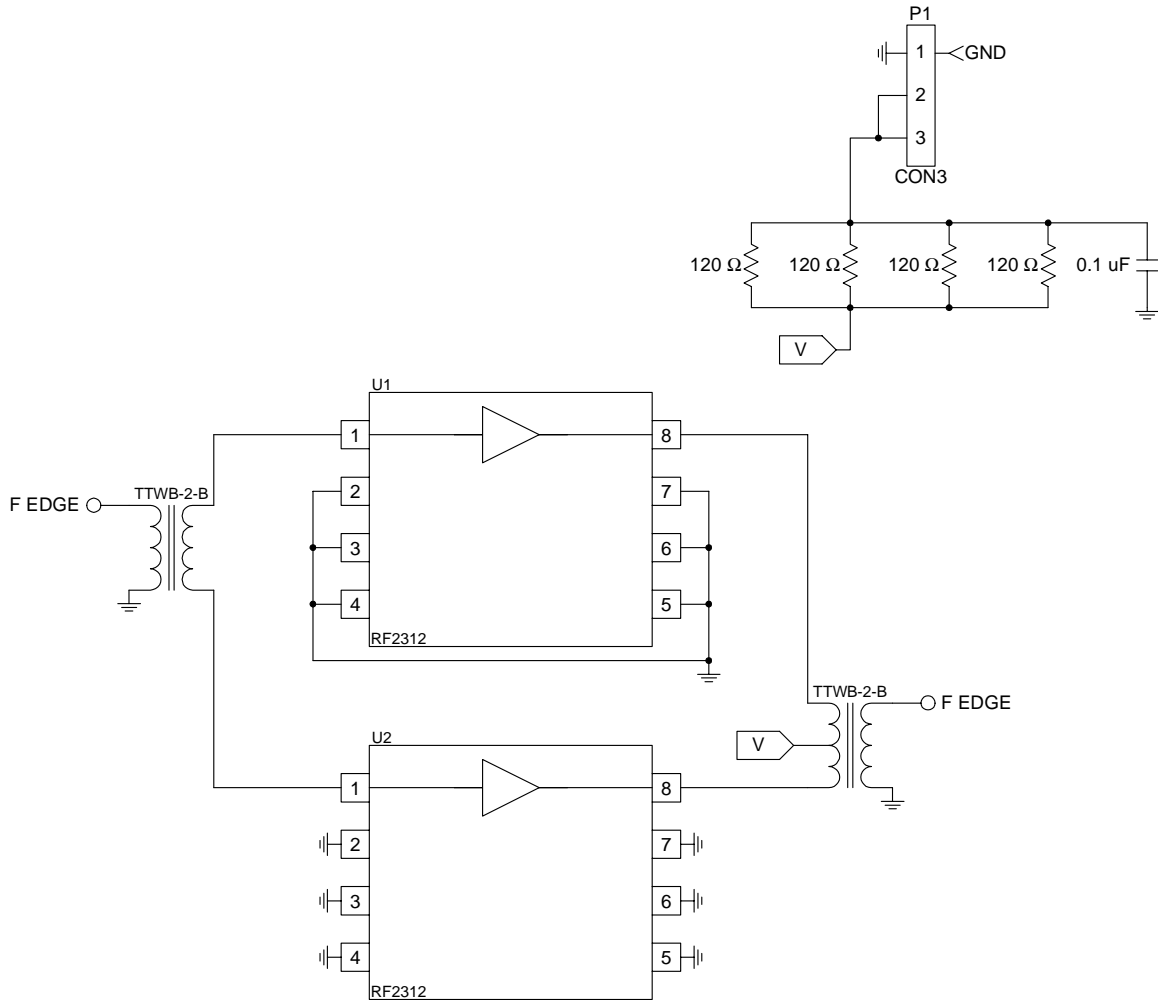 P1
1 GND
2
3
CON3
120 Ω 120 Ω 120 Ω 120 Ω 0.1 uF
V
U1
1 8
F EDGE TTWB-2-B 2 7
3 6
4 5
RF2312
TTWB-2-B F EDGE
U2
V
1 8
2 7
3 6
4 5
RF2312